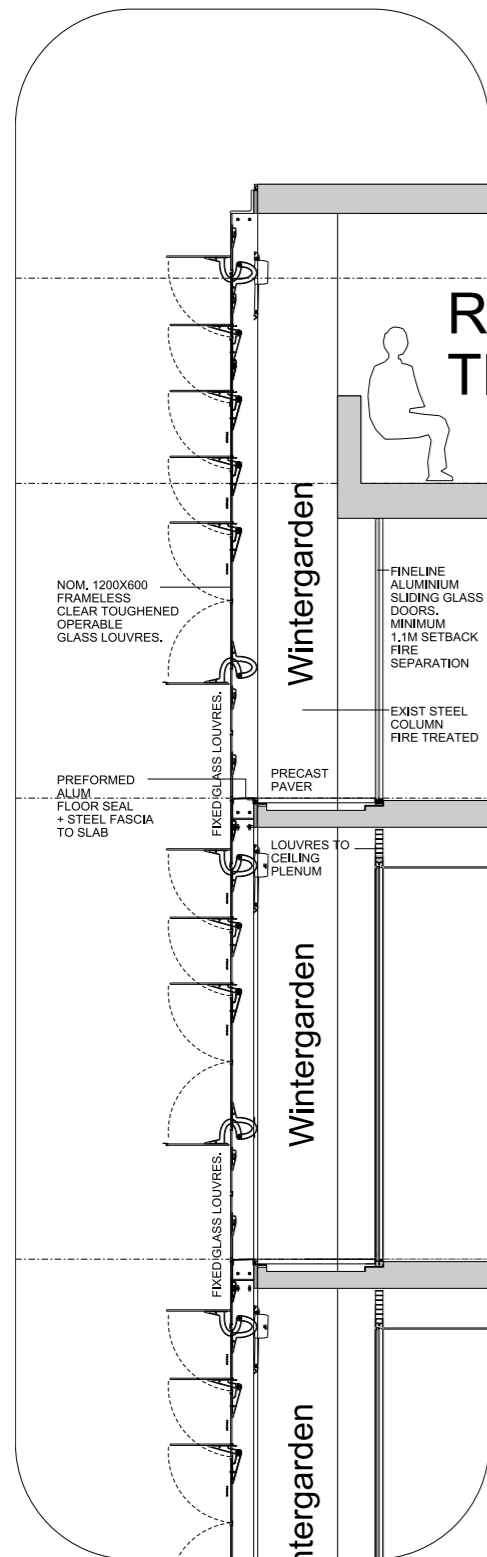 R
Wintergarden
NOM. 1200X600
FRAMELESS
CLEAR TOUGHENED
OPERABLE
GLASS LOUVRES.
FINELINE
ALUMINIUM
SLIDING GLASS
DOORS.
MINIMUM
1.1M SETBACK
FIRE
SEPARATION
EXIST STEEL
COLUMN
FIRE TREATED
FIXED GLASS LOUVRES.
PREFORMED
ALUM
FLOOR SEAL
+ STEEL FASCIA
TO SLAB
PRECAST
PAVER
LOUVRES TO
CEILING
PLENUM
Wintergarden
FIXED GLASS LOUVRES.
ntergarden